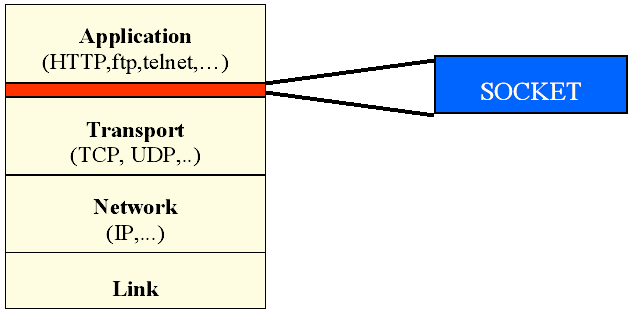 Application
(HTTP,ftp,telnet,…)
SOCKET
Transport
(TCP, UDP,..)
Network
(IP,...)
Link